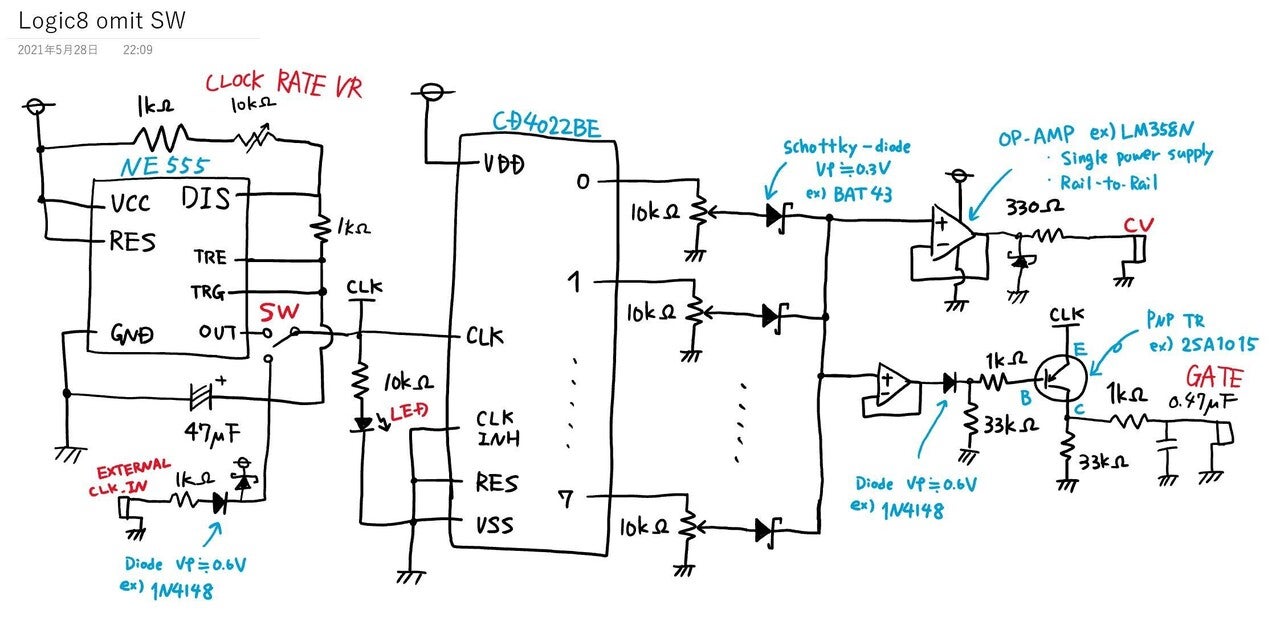 Logic8 omit SW
2021年5月28日 22:09
CLOCK RATE VR
1kΩ
10kΩ
NE555
VCC
DIS
RES
1kΩ
TRE
TRG
SW
GND
OUT
CLK
47μF
+
10kΩ
LED
EXTERNAL
CLK.IN
1kΩ
Diode Vf≒0.6V
ex) 1N4148
CD4022BE
VDD
0
1
CLK
CLK
INH
RES
7
VSS
10kΩ
10kΩ
10kΩ
Schottky-diode
Vf≒0.3V
ex) BAT43
OP-AMP ex) LM358N
・Single power supply
・Rail-to-Rail
+
-
330Ω
CV
CLK
PNP TR
ex) 2SA1015
E
B
C
+
-
1kΩ
33kΩ
1kΩ
GATE
0.47μF
33kΩ
Diode Vf≒0.6V
ex) 1N4148